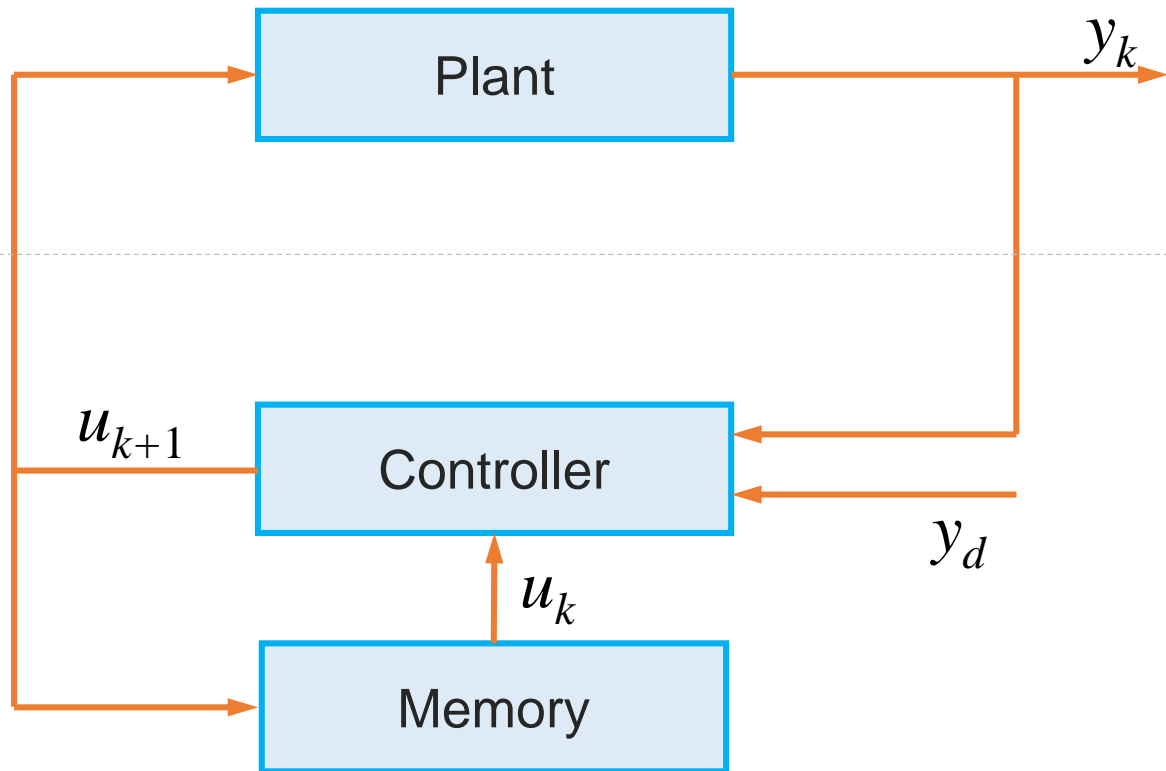 Plant
y_k
u_{k+1}
Controller
y_d
u_k
Memory